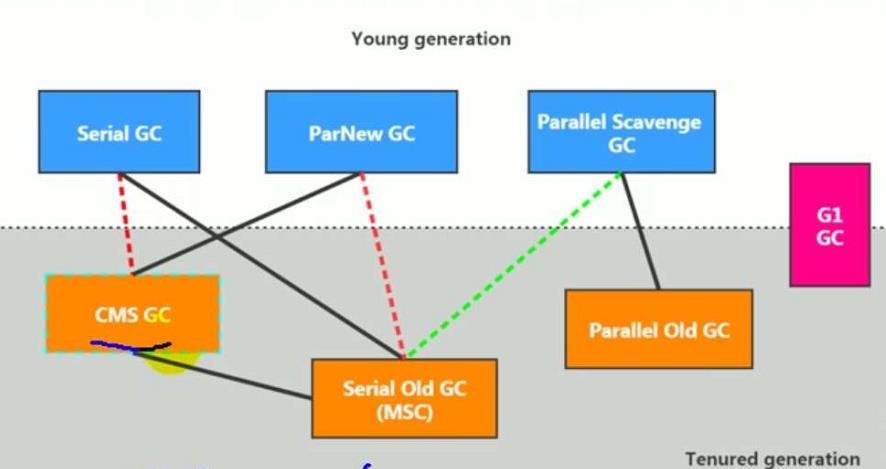 Young generation
Serial GC
ParNew GC
Parallel Scavenge
GC
G1
GC
CMS GC
Parallel Old GC
Serial Old GC
(MSC)
Tenured generation